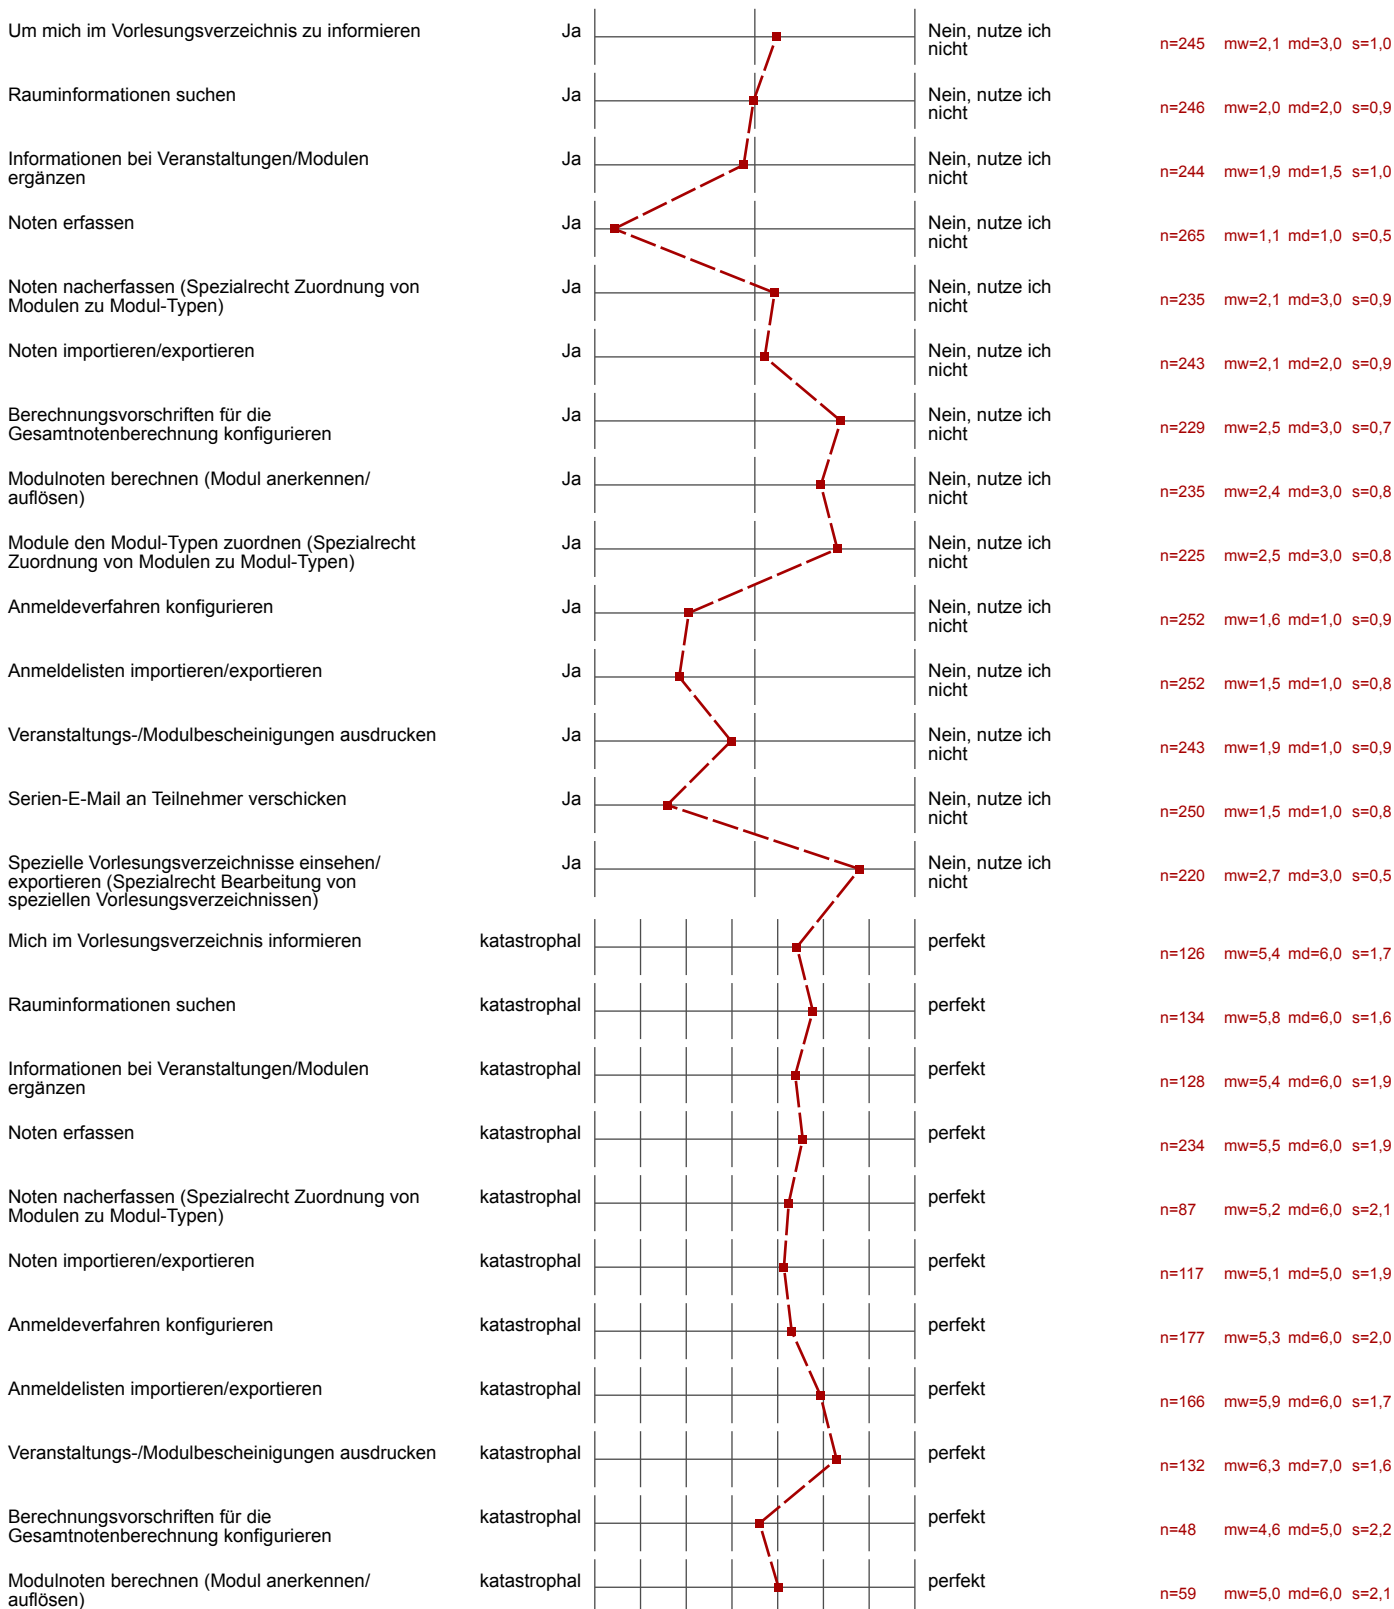 Um mich im Vorlesungsverzeichnis zu informieren Ja Nein, nutze ich
nicht n=245 mw=2,1 md=3,0 s=1,0
Rauminformationen suchen Ja Nein, nutze ich
nicht n=246 mw=2,0 md=2,0 s=0,9
Informationen bei Veranstaltungen/Modulen Ja Nein, nutze ich
ergänzen nicht n=244 mw=1,9 md=1,5 s=1,0
Noten erfassen Ja Nein, nutze ich
nicht n=265 mw=1,1 md=1,0 s=0,5
Noten nacherfassen (Spezialrecht Zuordnung von Ja Nein, nutze ich
Modulen zu Modul-Typen) nicht n=235 mw=2,1 md=3,0 s=0,9
Noten importieren/exportieren Ja Nein, nutze ich
nicht n=243 mw=2,1 md=2,0 s=0,9
Berechnungsvorschriften für die Ja Nein, nutze ich
Gesamtnotenberechnung konfigurieren nicht n=229 mw=2,5 md=3,0 s=0,7
Modulnoten berechnen (Modul anerkennen/ Ja Nein, nutze ich
auflösen) nicht n=235 mw=2,4 md=3,0 s=0,8
Module den Modul-Typen zuordnen (Spezialrecht Ja Nein, nutze ich
Zuordnung von Modulen zu Modul-Typen) nicht n=225 mw=2,5 md=3,0 s=0,8
Anmeldeverfahren konfigurieren Ja Nein, nutze ich
nicht n=252 mw=1,6 md=1,0 s=0,9
Anmeldelisten importieren/exportieren Ja Nein, nutze ich
nicht n=252 mw=1,5 md=1,0 s=0,8
Veranstaltungs-/Modulbescheinigungen ausdrucken Ja Nein, nutze ich
nicht n=243 mw=1,9 md=1,0 s=0,9
Serien-E-Mail an Teilnehmer verschicken Ja Nein, nutze ich
nicht n=250 mw=1,5 md=1,0 s=0,8
Spezielle Vorlesungsverzeichnisse einsehen/ Ja Nein, nutze ich
exportieren (Spezialrecht Bearbeitung von nicht n=220 mw=2,7 md=3,0 s=0,5
speziellen Vorlesungsverzeichnissen)
Mich im Vorlesungsverzeichnis informieren katastrophal perfekt
n=126 mw=5,4 md=6,0 s=1,7
Rauminformationen suchen katastrophal perfekt
n=134 mw=5,8 md=6,0 s=1,6
Informationen bei Veranstaltungen/Modulen katastrophal perfekt
ergänzen n=128 mw=5,4 md=6,0 s=1,9
Noten erfassen katastrophal perfekt
n=234 mw=5,5 md=6,0 s=1,9
Noten nacherfassen (Spezialrecht Zuordnung von katastrophal perfekt
Modulen zu Modul-Typen) n=87 mw=5,2 md=6,0 s=2,1
Noten importieren/exportieren katastrophal perfekt
n=117 mw=5,1 md=5,0 s=1,9
Anmeldeverfahren konfigurieren katastrophal perfekt
n=177 mw=5,3 md=6,0 s=2,0
Anmeldelisten importieren/exportieren katastrophal perfekt
n=166 mw=5,9 md=6,0 s=1,7
Veranstaltungs-/Modulbescheinigungen ausdrucken katastrophal perfekt
n=132 mw=6,3 md=7,0 s=1,6
Berechnungsvorschriften für die katastrophal perfekt
Gesamtnotenberechnung konfigurieren n=48 mw=4,6 md=5,0 s=2,2
Modulnoten berechnen (Modul anerkennen/ katastrophal perfekt
auflösen) n=59 mw=5,0 md=6,0 s=2,1